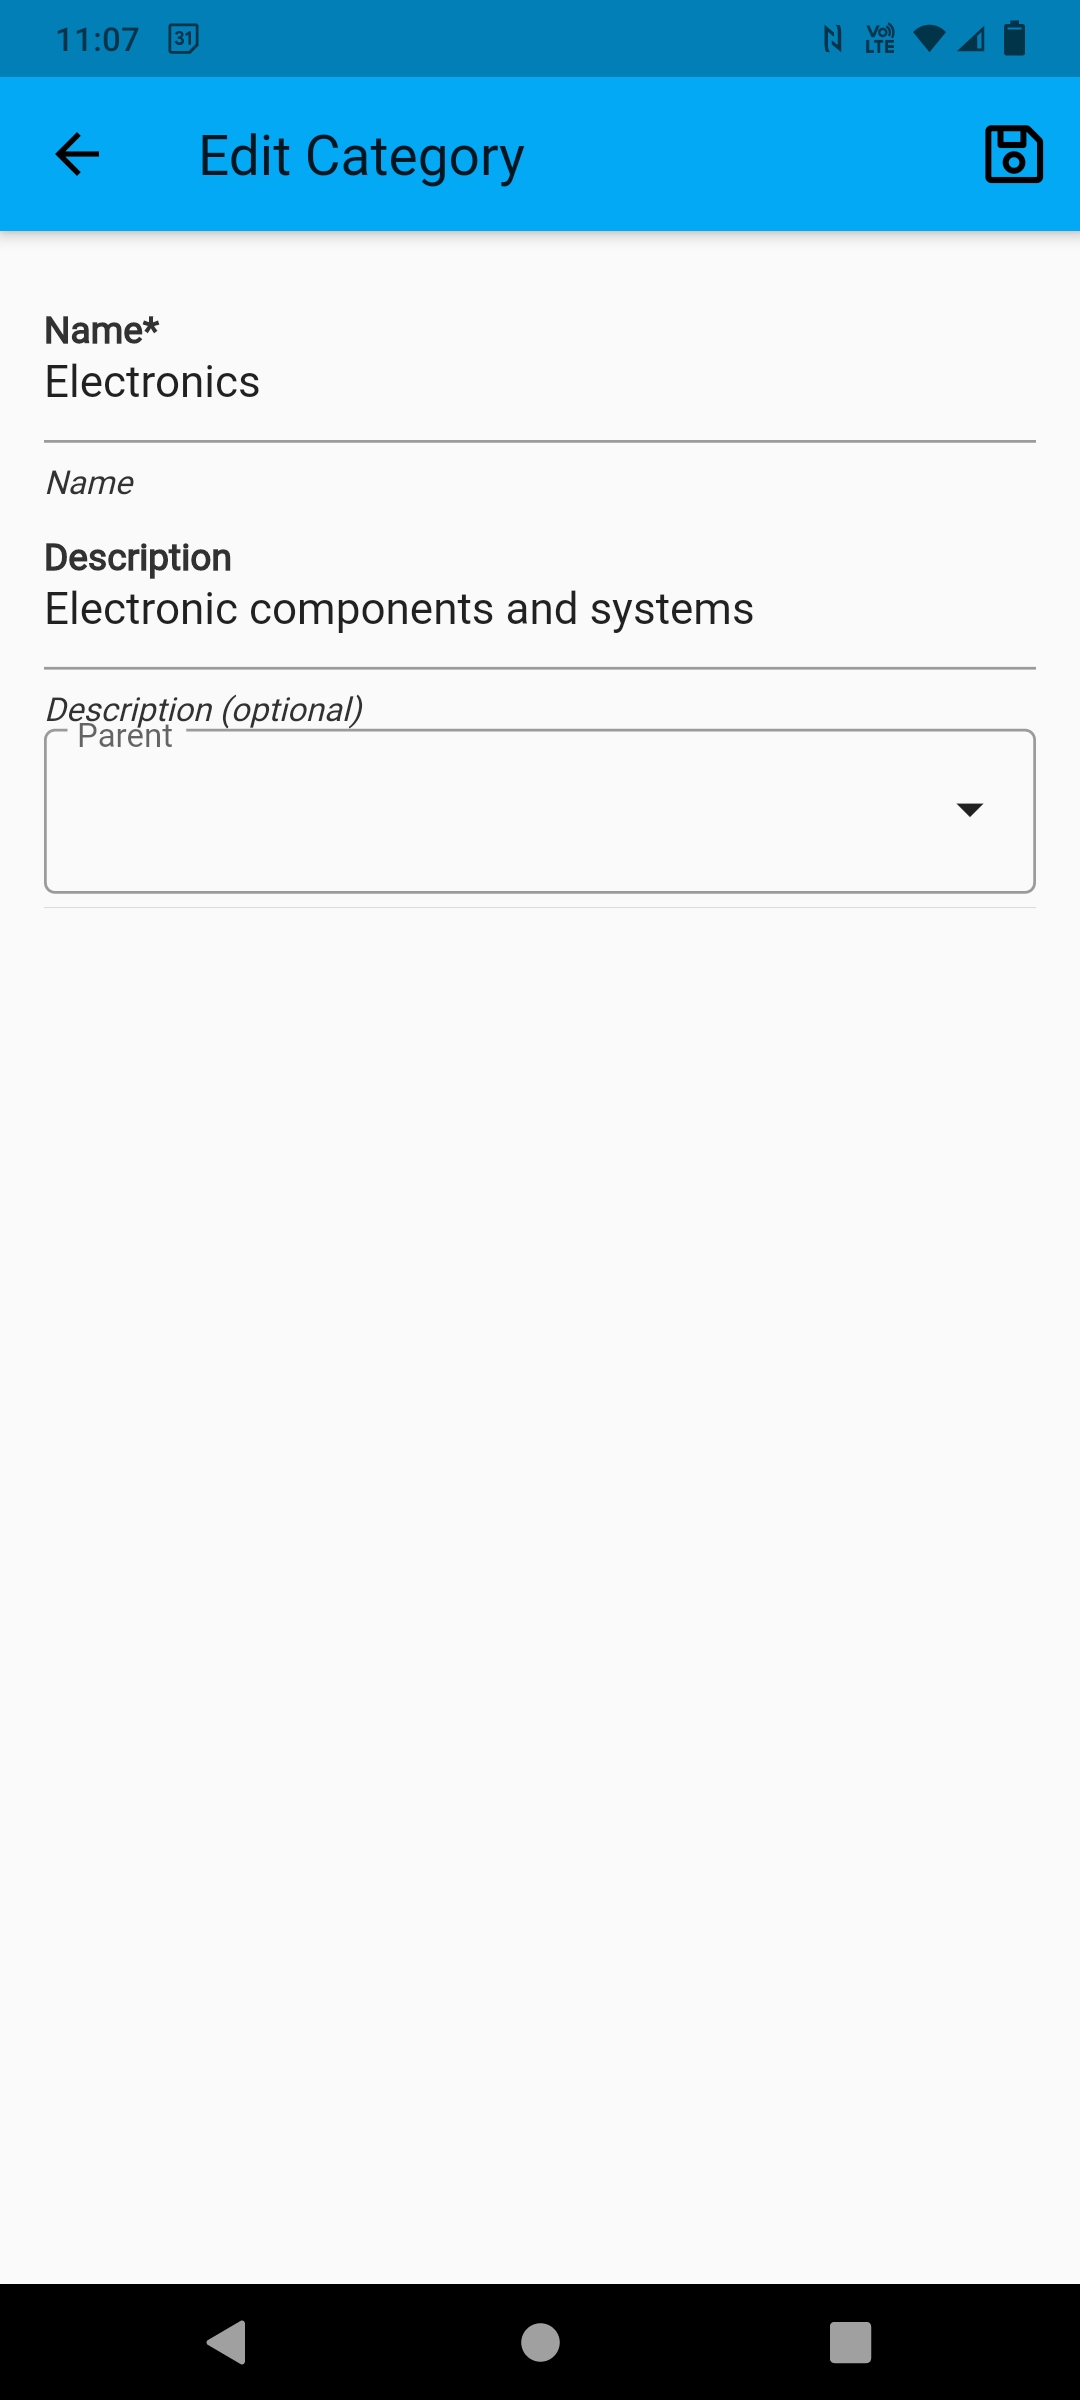 11:07 31 Vo) LTE
Edit Category
Name*
Electronics
Name
Description
Electronic components and systems
Description (optional)
Parent